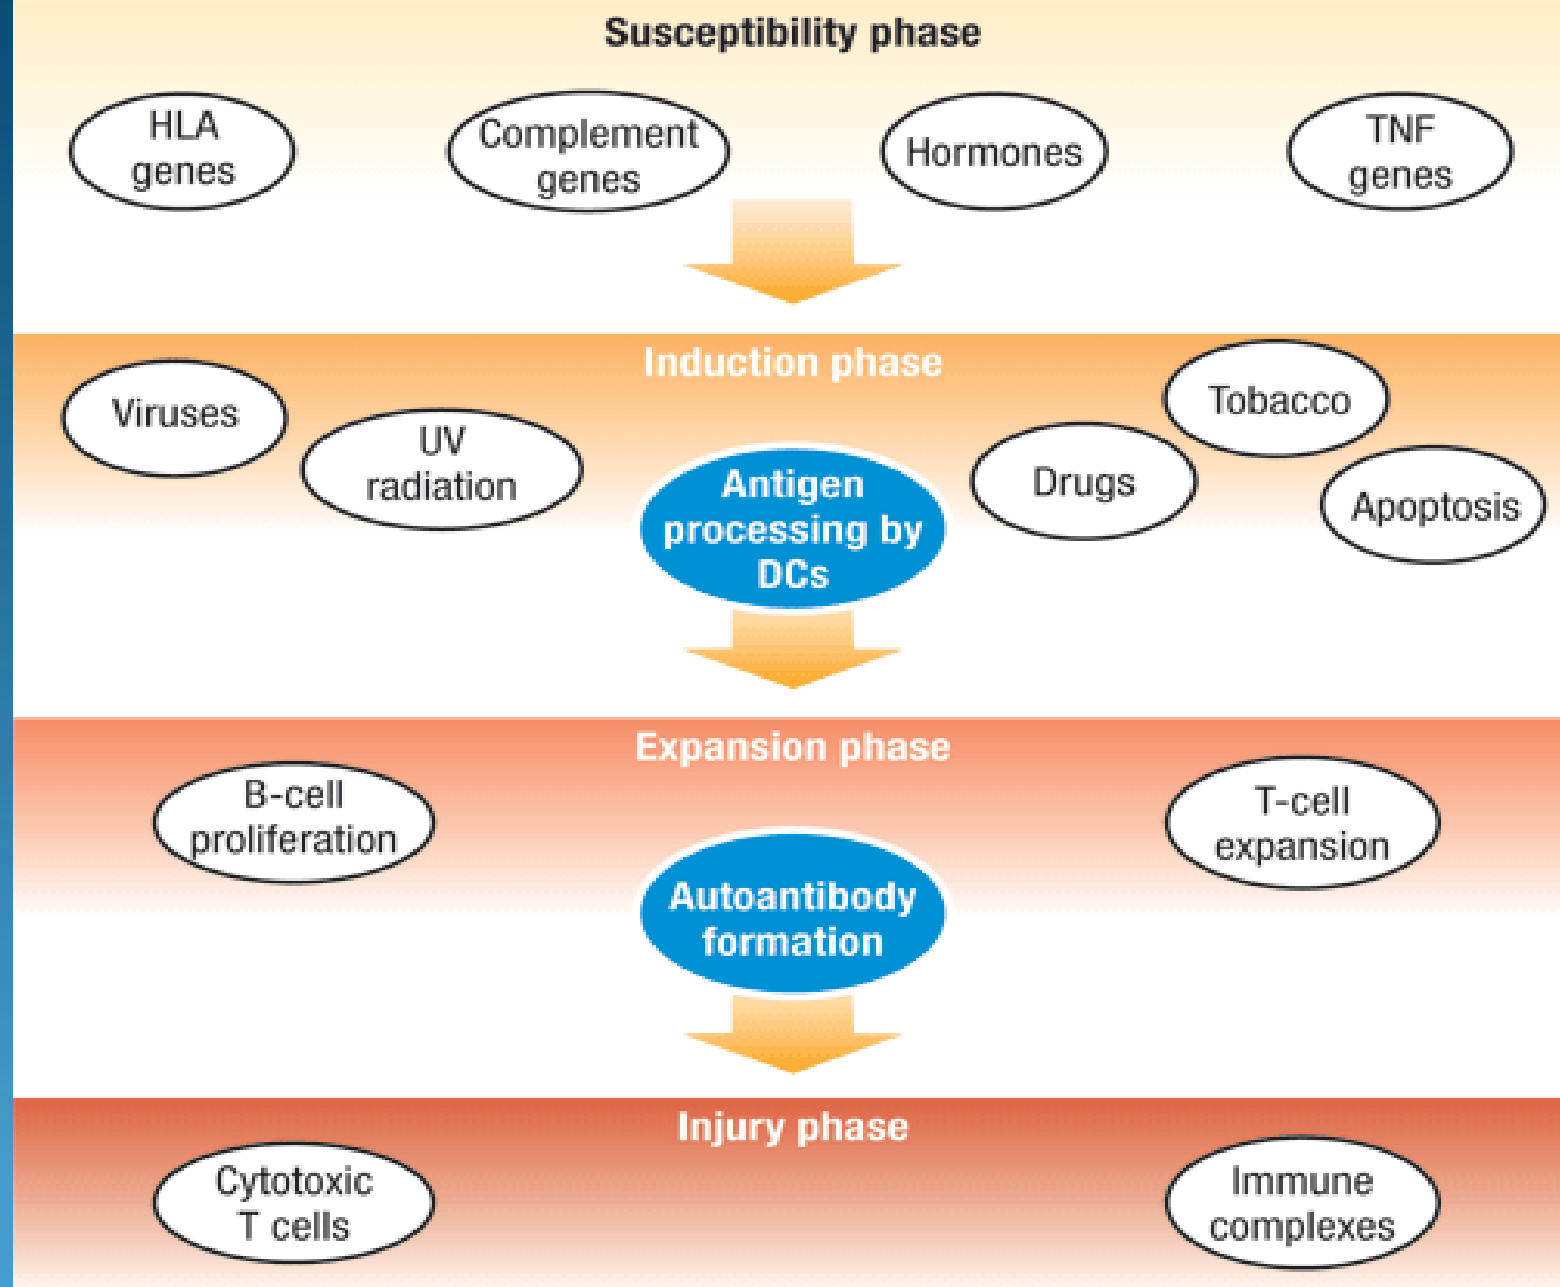 Susceptibility phase
HLA
genes
Complement
genes
Hormones
TNF
genes
Induction phase
Viruses
UV
radiation
Antigen
processing by
DCs
Drugs
Tobacco
Apoptosis
Expansion phase
B-cell
proliferation
T-cell
expansion
Autoantibody
formation
Injury phase
Cytotoxic
T cells
Immune
complexes